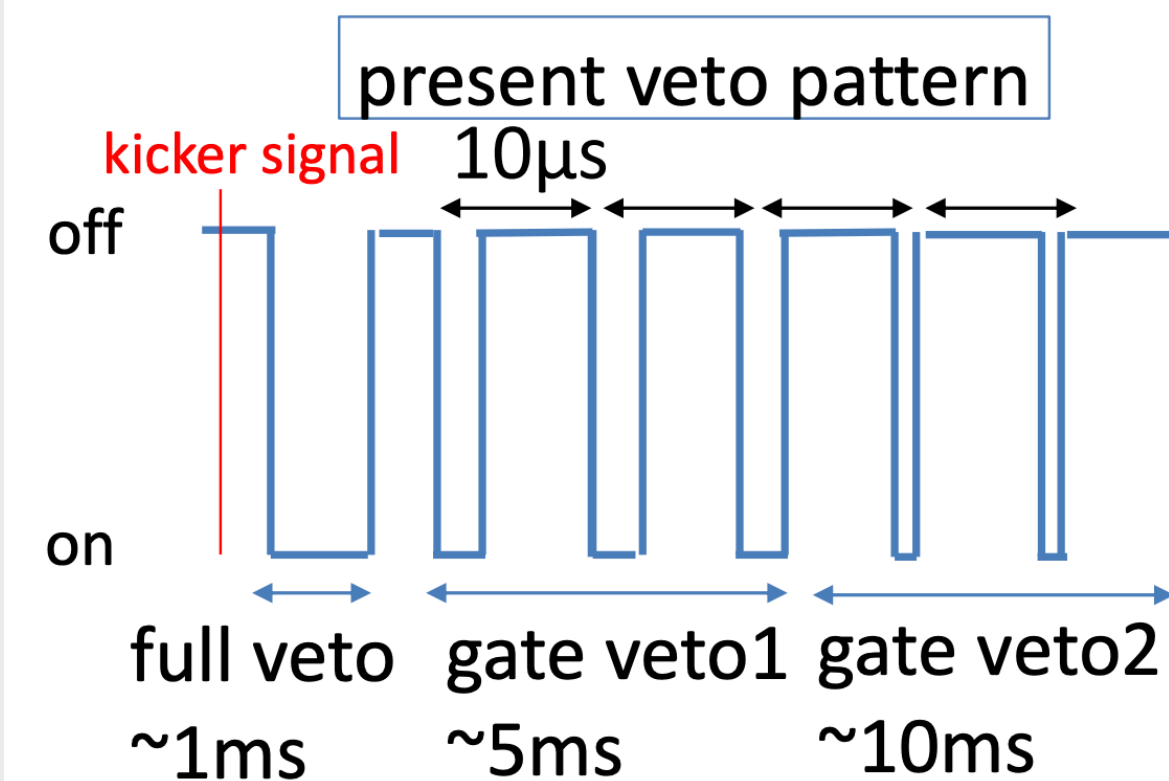 present veto pattern
kicker signal
10μs
off
on
full veto
~1ms
gate veto1
~5ms
gate veto2
~10ms